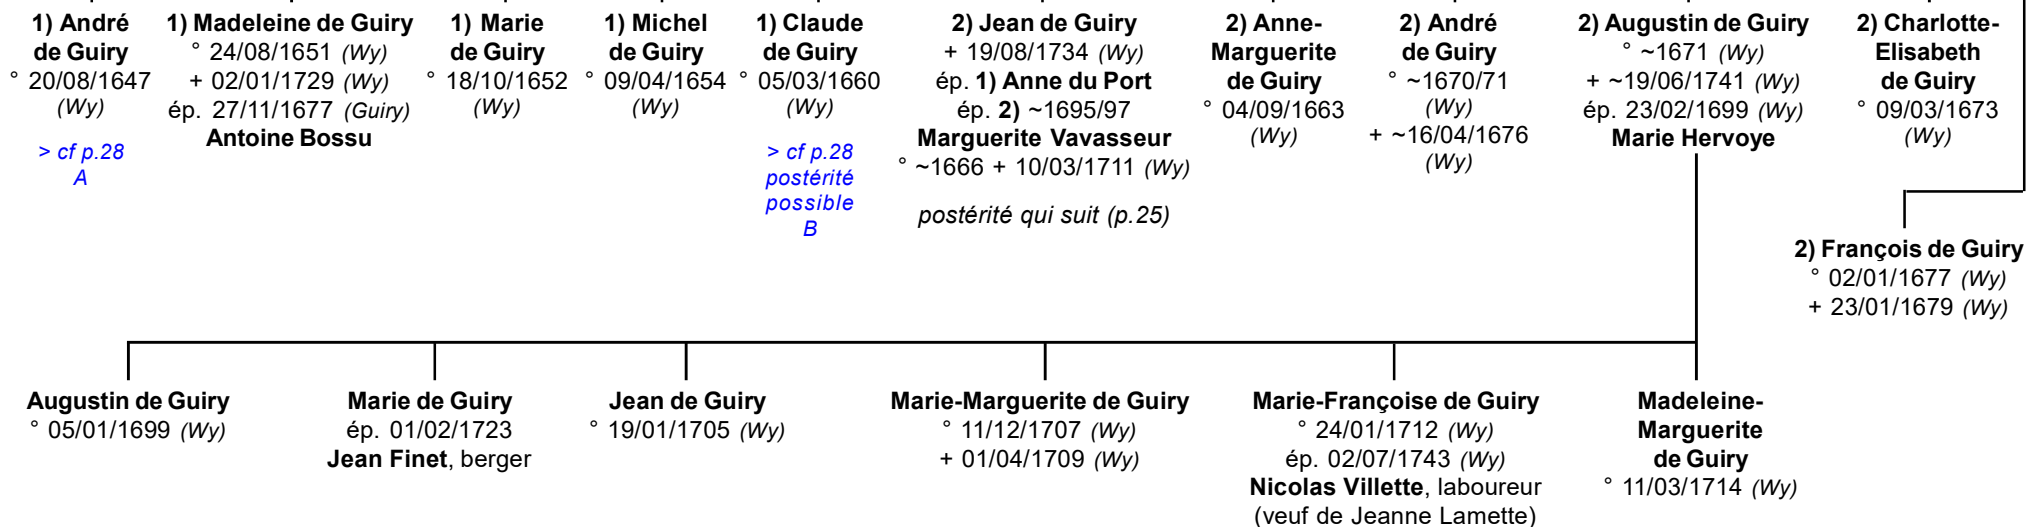 1) André
de Guiry
° 20/08/1647
(Wy)
> cf p.28
A
1) Madeleine de Guiry
° 24/08/1651 (Wy)
+ 02/01/1729 (Wy)
ép. 27/11/1677 (Guiry)
Antoine Bossu
1) Marie
de Guiry
° 18/10/1652
(Wy)
1) Michel
de Guiry
° 09/04/1654
(Wy)
1) Claude
de Guiry
° 05/03/1660
(Wy)
> cf p.28
postérité
possible
B
2) Jean de Guiry
+ 19/08/1734 (Wy)
ép. 1) Anne du Port
ép. 2) ~1695/97
Marguerite Vavasseur
° ~1666 + 10/03/1711 (Wy)
postérité qui suit (p.25)
2) Anne-
Marguerite
de Guiry
° 04/09/1663
(Wy)
2) André
de Guiry
° ~1670/71
(Wy)
+ ~16/04/1676
(Wy)
2) Augustin de Guiry
° ~1671 (Wy)
+ ~19/06/1741 (Wy)
ép. 23/02/1699 (Wy)
Marie Hervoye
2) Charlotte-
Elisabeth
de Guiry
° 09/03/1673
(Wy)
2) François de Guiry
° 02/01/1677 (Wy)
+ 23/01/1679 (Wy)
Augustin de Guiry
° 05/01/1699 (Wy)
Marie de Guiry
ép. 01/02/1723
Jean Finet, berger
Jean de Guiry
° 19/01/1705 (Wy)
Marie-Marguerite de Guiry
° 11/12/1707 (Wy)
+ 01/04/1709 (Wy)
Marie-Françoise de Guiry
° 24/01/1712 (Wy)
ép. 02/07/1743 (Wy)
Nicolas Villette, laboureur
(veuf de Jeanne Lamette)
Madeleine-
Marguerite
de Guiry
° 11/03/1714 (Wy)